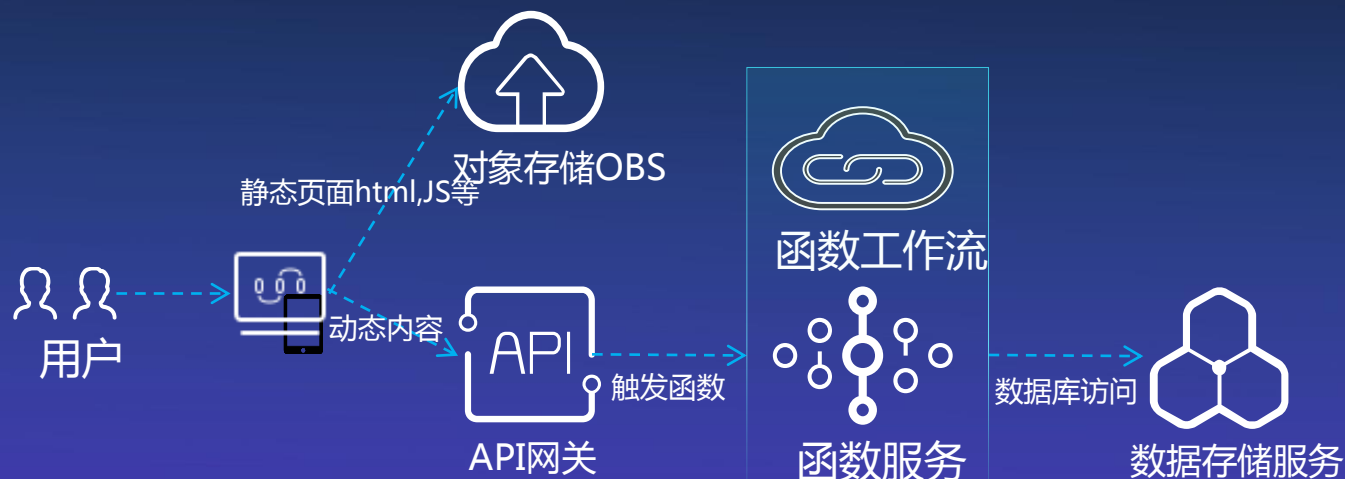 对象存储OBS
静态页面html,JS等
函数工作流
用户
动态内容
API
触发函数
数据库访问
API网关
函数服务
数据存储服务